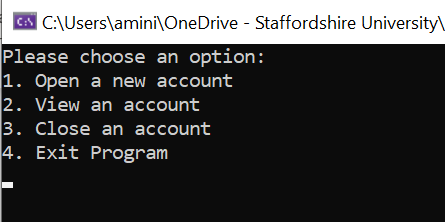 C:\Users\amini\OneDrive - Staffordshire University\
Please choose an option:
1. Open a new account
2. View an account
3. Close an account
4. Exit Program